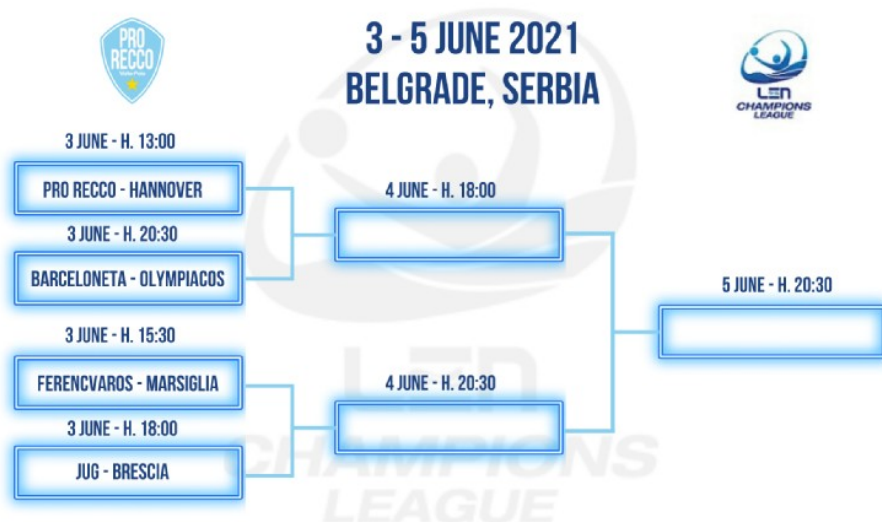 PRO
RECCO
Waterpolo
3 - 5 JUNE 2021
BELGRADE, SERBIA
LEN
CHAMPIONS
LEAGUE
3 JUNE - H. 13:00
PRO RECCO - HANNOVER
4 JUNE - H. 18:00
3 JUNE - H. 20:30
BARCELONETA - OLYMPIACOS
5 JUNE - H. 20:30
3 JUNE - H. 15:30
FERENCVAROS - MARSIGLIA
4 JUNE - H. 20:30
3 JUNE - H. 18:00
JUG - BRESCIA
LEN
CHAMPIONS
LEAGUE